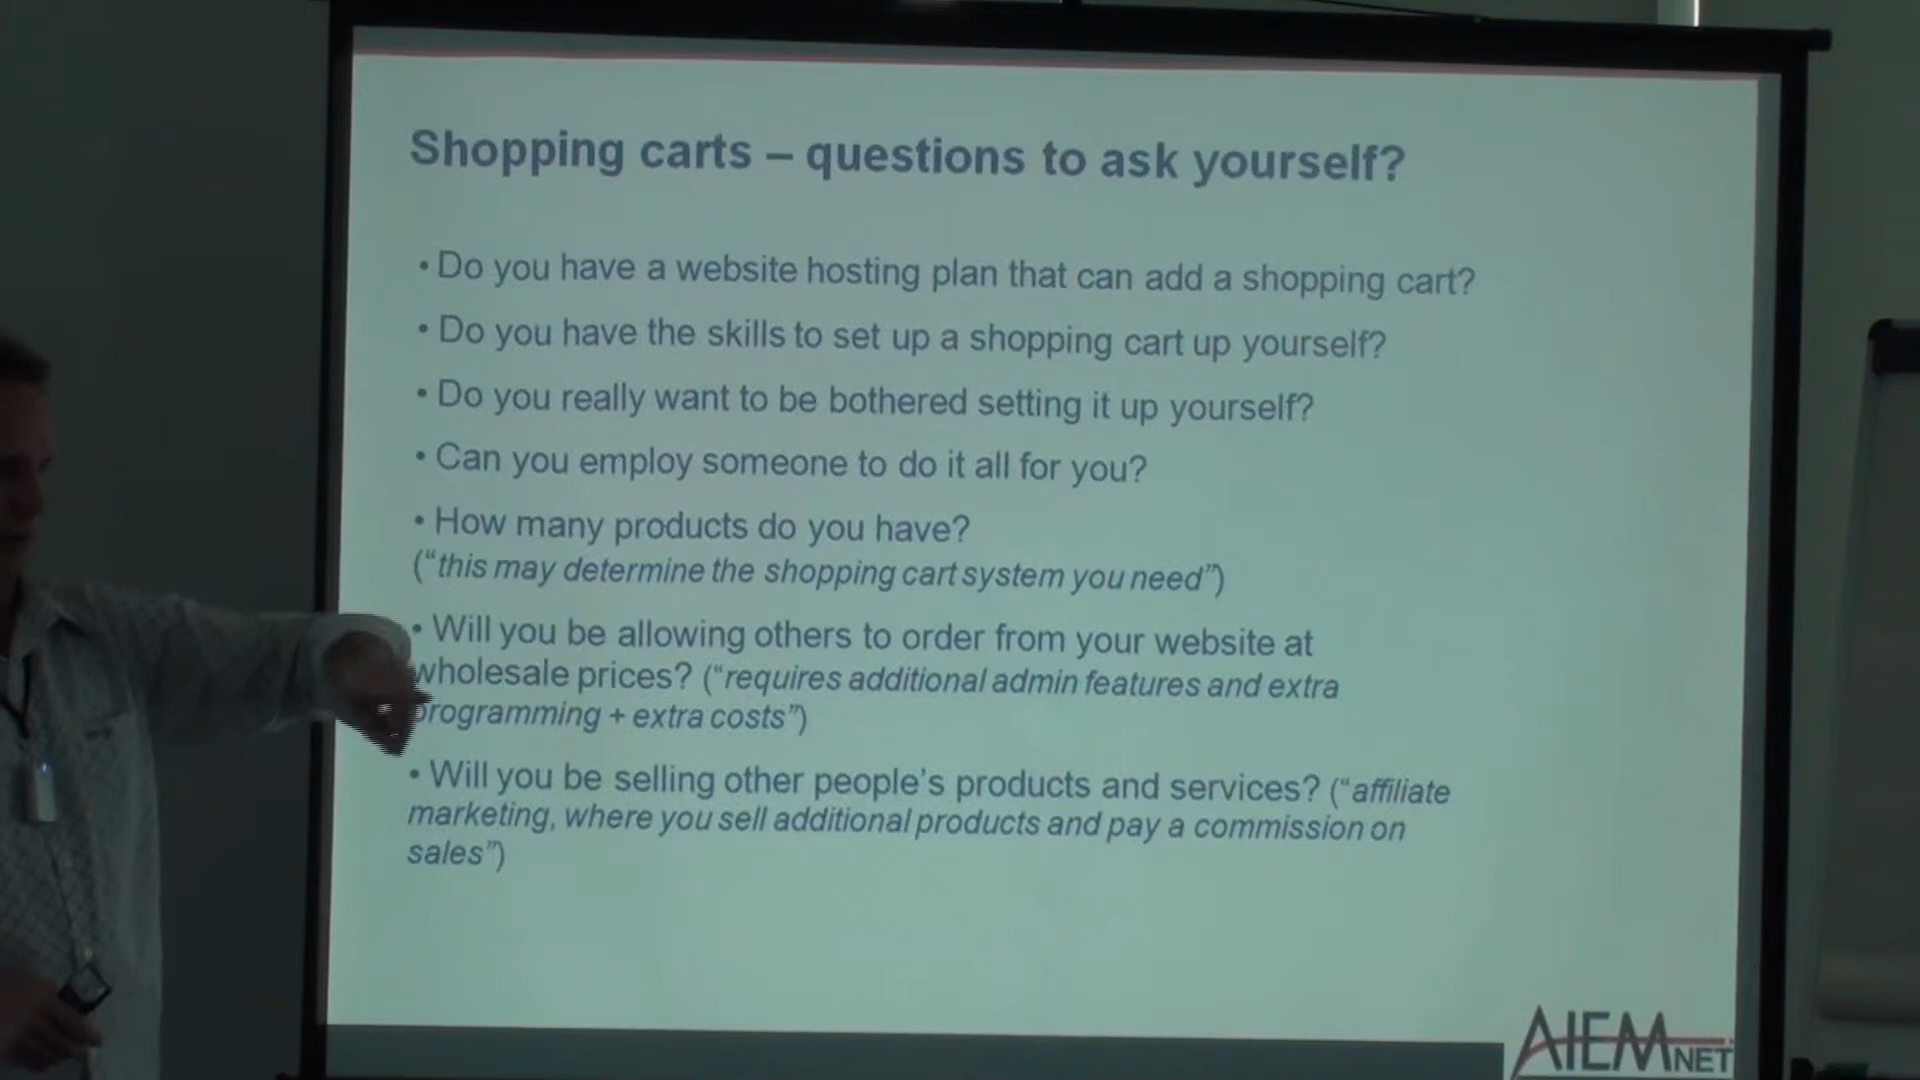 Shopping carts – questions to ask yourself?
• Do you have a website hosting plan that can add a shopping cart?
• Do you have the skills to set up a shopping cart up yourself?
• Do you really want to be bothered setting it up yourself?
• Can you employ someone to do it all for you?
• How many products do you have?
(“this may determine the shopping cart system you need”)
• Will you be allowing others to order from your website at
wholesale prices? (“requires additional admin features and extra
programming + extra costs”)
• Will you be selling other people’s products and services? (“affiliate
marketing, where you sell additional products and pay a commission on
sales”)
AIEMNET